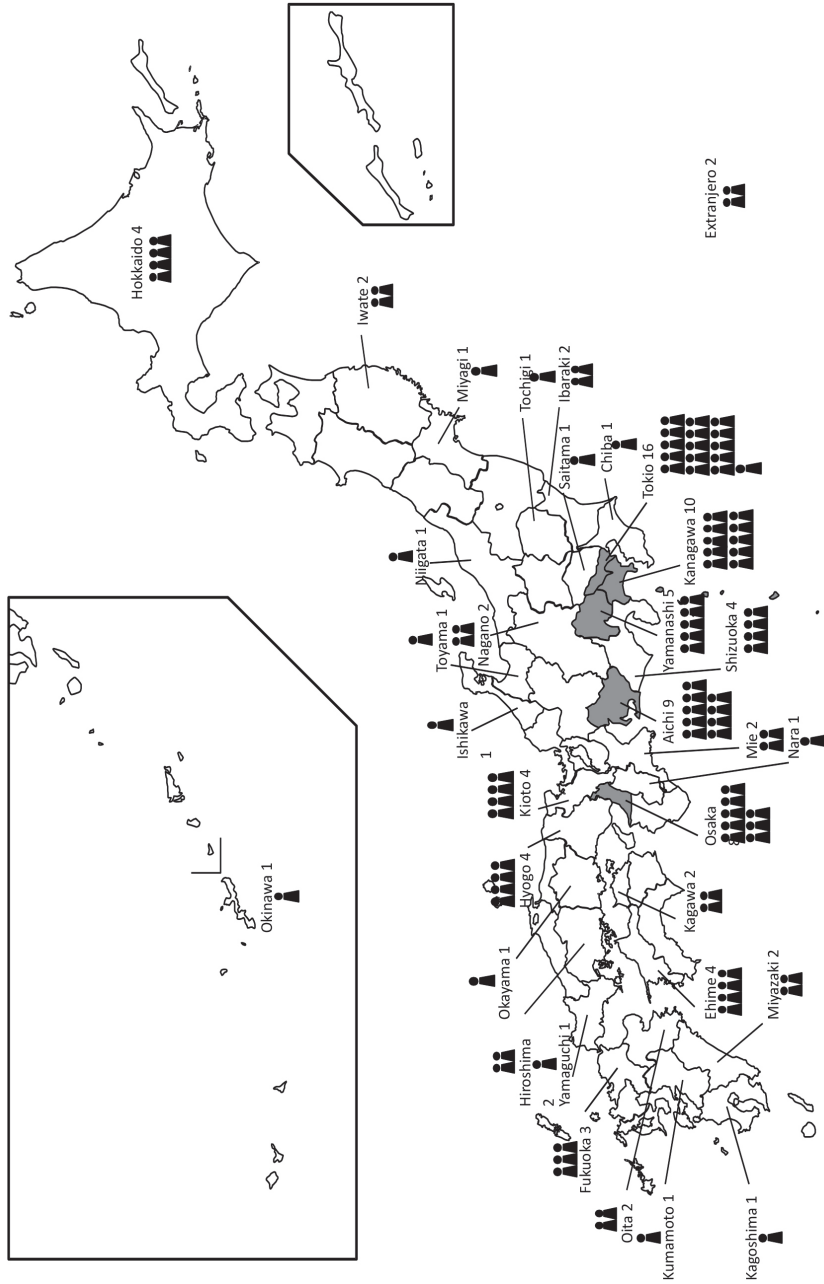 Hokkaido 4
Okinawa 1
Iwate 2
Niigata 1
Toyama 1
Ishikawa
1
Miyagi 1
Nagano 2
Okayama 1
Hiroshima
2
Hyogo 4
Kioto 4
Tochigi 1
Yamaguchi 1
Saitama 1
Ibaraki 2
Fukuoka 3
Chiba 1
Oita 2
Tokio 16
Kumamoto 1
Aichi 9
Yamanashi 5
Kagawa 2
Kanagawa 10
Ehime 4
Osaka
8
Extranjero 2
Shizuoka 4
Kagoshima 1
Mie 2
Miyazaki 2
Nara 1